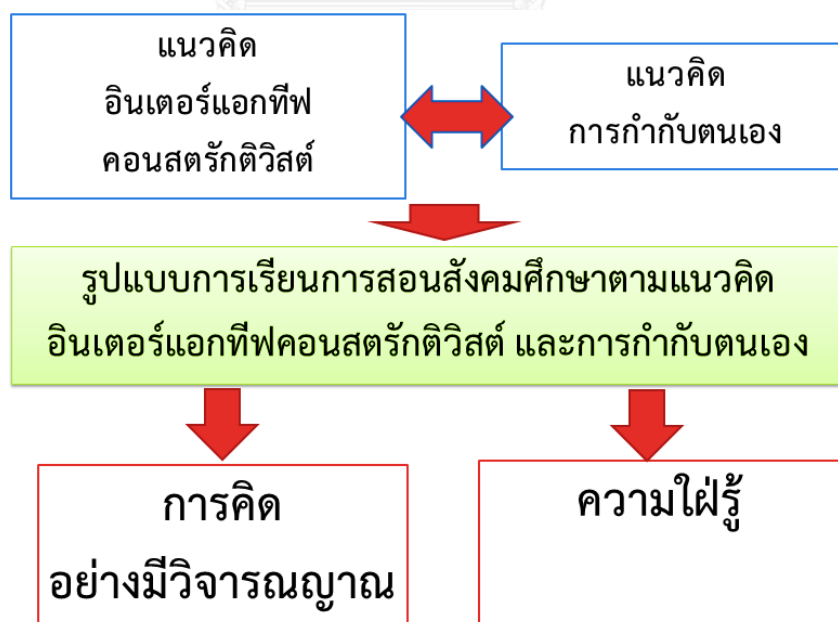 แนวคิด
อินเตอร์แอกทีฟ
คอนสตรักติวิสต์
แนวคิด
การกำกับตนเอง
รูปแบบการเรียนการสอนสังคมศึกษาตามแนวคิด
อินเตอร์แอกทีฟคอนสตรักติวิสต์ และการกำกับตนเอง
การคิด
อย่างมีวิจารณญาณ
ความใฝ่รู้